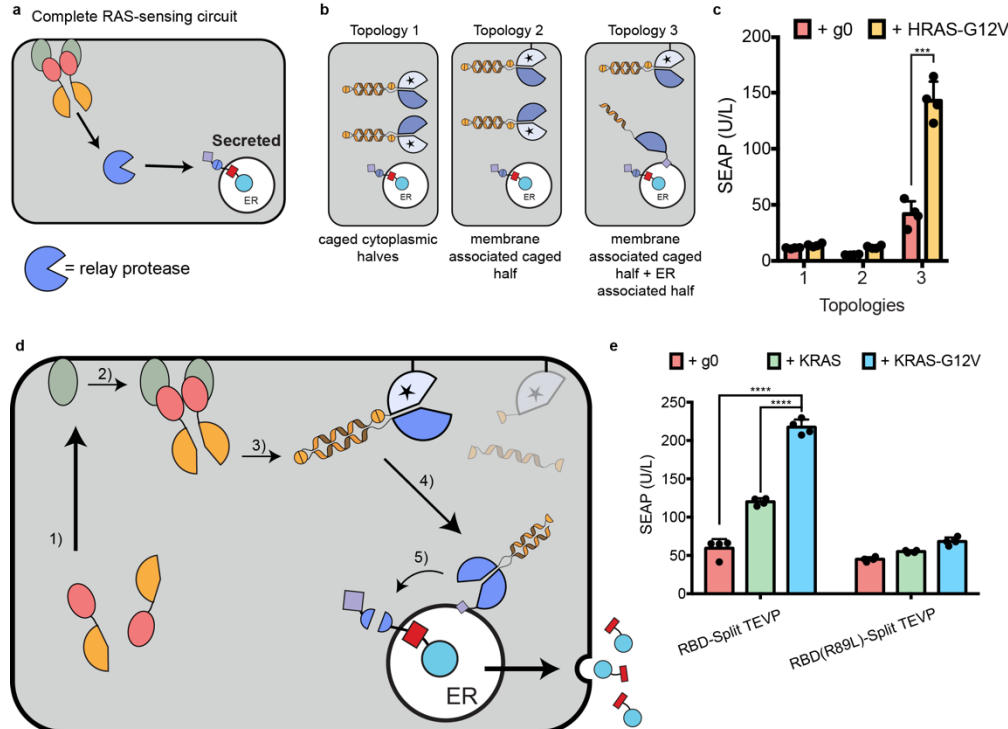 a
Complete RAS-sensing circuit
Secreted
ER
= relay protease
b
Topology 1
Topology 2
Topology 3
ER
ER
ER
caged cytoplasmic
halves
membrane
associated caged
half
membrane
associated caged
half + ER
associated half
c
+ g0
+ HRAS-G12V
***
SEAP (U/L)
200
150
100
50
0
1
2
3
Topologies
d
1)
2)
3)
4)
5)
ER
e
+ g0
+ KRAS
+ KRAS-G12V
****
****
SEAP (U/L)
250
200
150
100
50
0
RBD-Split TEVP
RBD(R89L)-Split TEVP